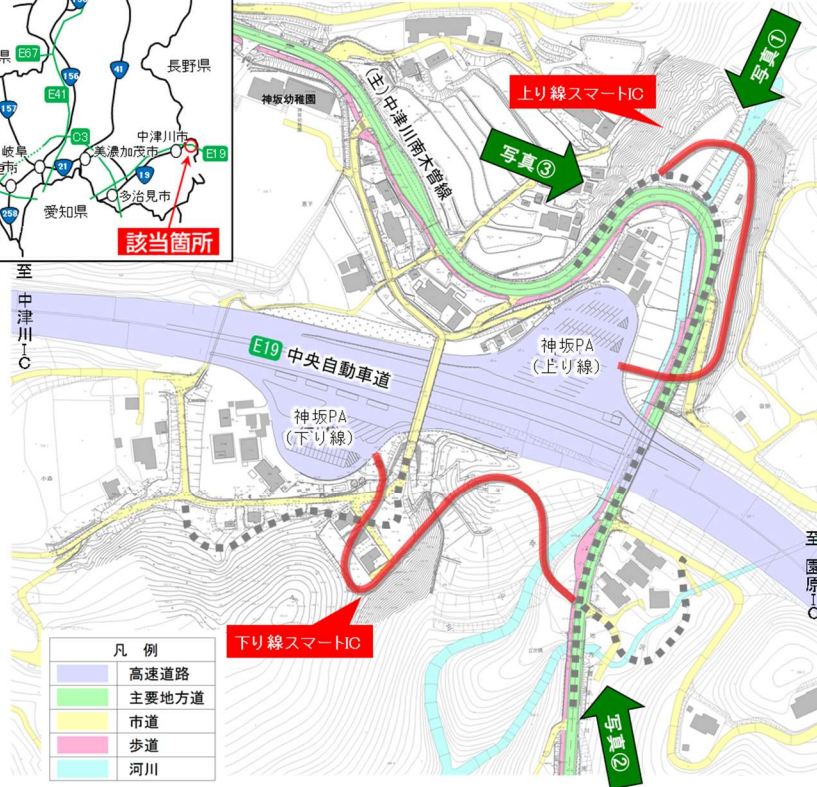 県
E67
156
41
長野県
E41
157
C3
岐阜
市
美濃加茂市
中津川市
E19
21
19
多治見市
258
愛知県
該当箇所
写真①
上り線スマートIC
神坂幼稚園
(主)中津川南木曽線
写真③
至 中津川IC
E19 中央自動車道
神坂PA
(上り線)
神坂PA
(下り線)
至 園原IC
下り線スマートIC
写真②
凡 例
高速道路
主要地方道
市道
歩道
河川